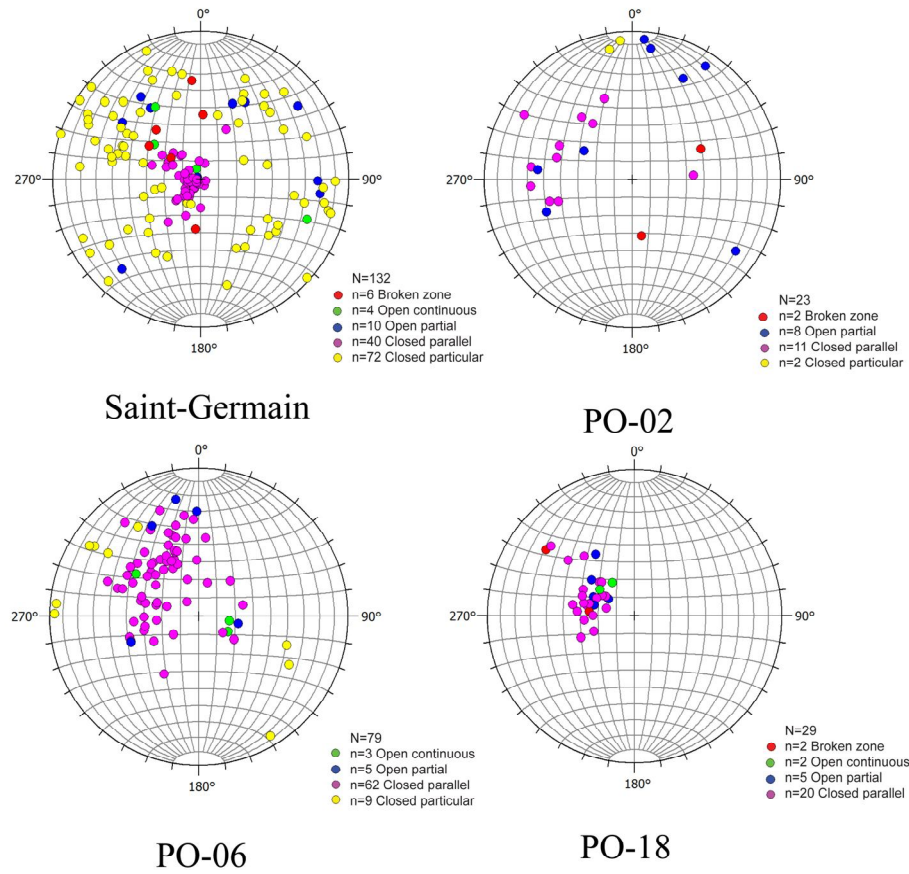 0°
270°
90°
180°
N=132
n=6 Broken zone
n=4 Open continuous
n=10 Open partial
n=40 Closed parallel
n=72 Closed particular
Saint-Germain
0°
270°
90°
180°
N=23
n=2 Broken zone
n=8 Open partial
n=11 Closed parallel
n=2 Closed particular
PO-02
0°
270°
90°
180°
N=79
n=3 Open continuous
n=5 Open partial
n=62 Closed parallel
n=9 Closed particular
PO-06
0°
270°
90°
180°
N=29
n=2 Broken zone
n=2 Open continuous
n=5 Open partial
n=20 Closed parallel
PO-18